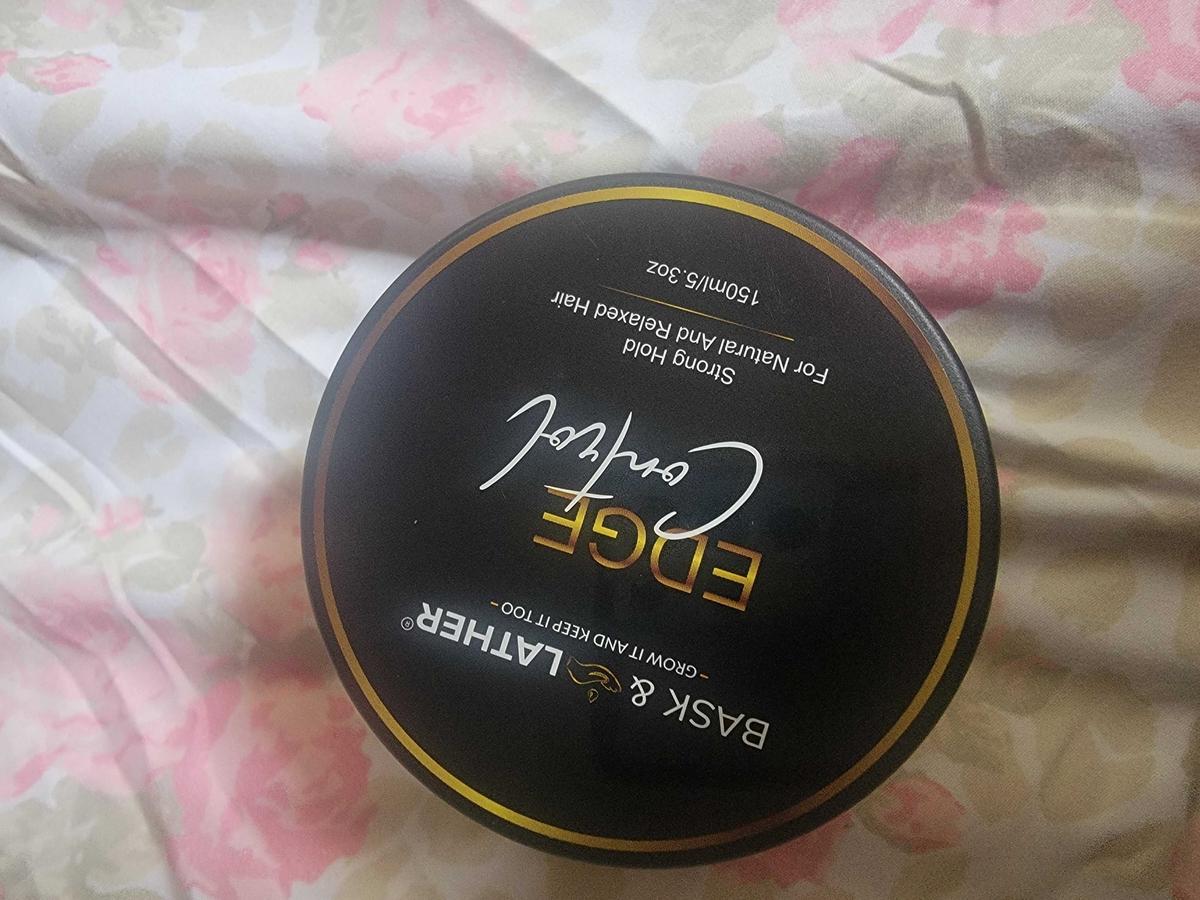 BASK & LATHER®
- GROW IT AND KEEP IT TOO -
EDGE
Control
Strong Hold
For Natural And Relaxed Hair
150ml/5.3oz